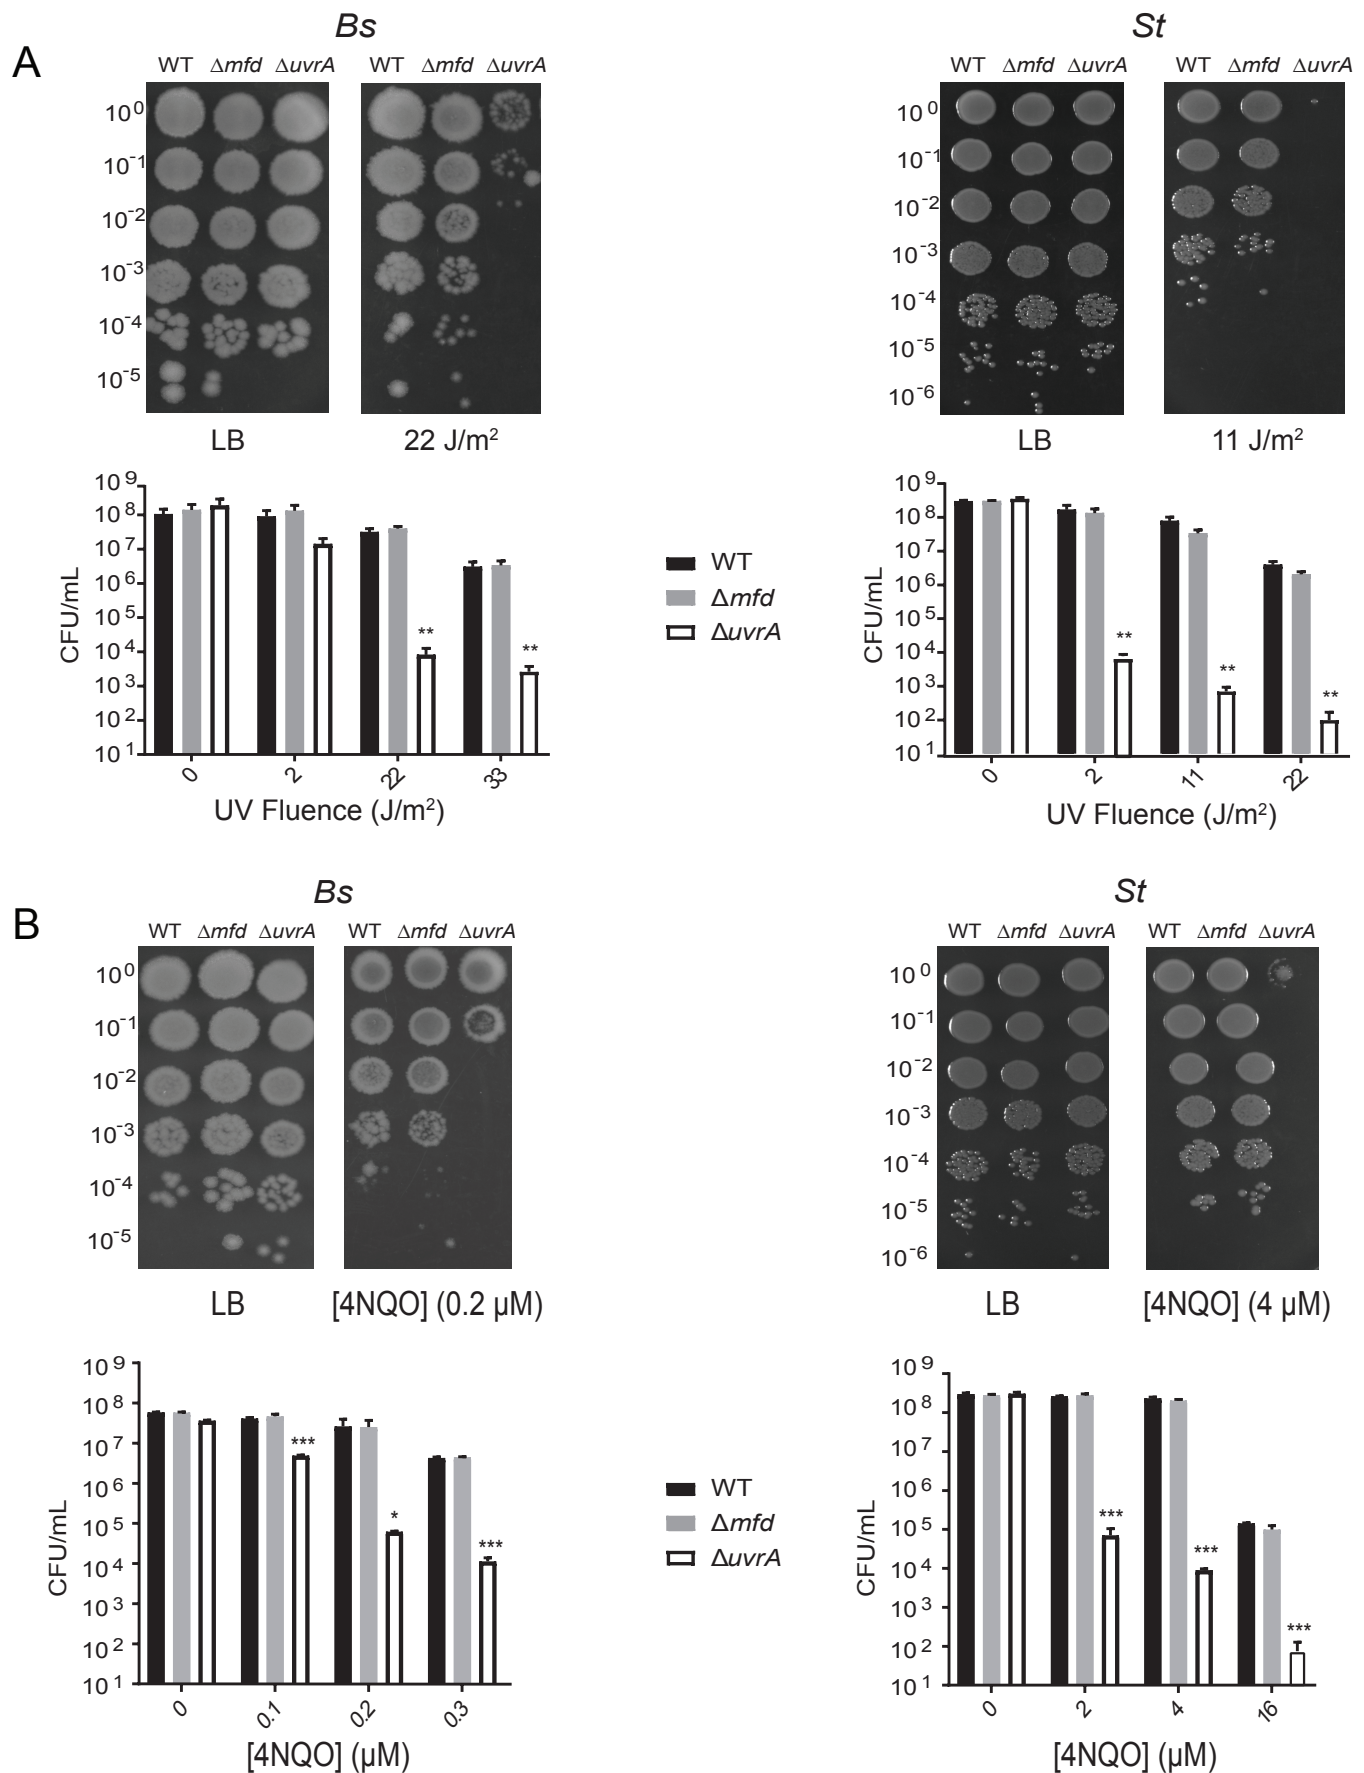 A
Bs
WT Δmfd ΔuvrA WT Δmfd ΔuvrA
10⁰
10⁻¹
10⁻²
10⁻³
10⁻⁴
10⁻⁵
LB 22 J/m²
St
WT Δmfd ΔuvrA WT Δmfd ΔuvrA
10⁰
10⁻¹
10⁻²
10⁻³
10⁻⁴
10⁻⁵
10⁻⁶
LB 11 J/m²
CFU/mL
10⁹
10⁸
10⁷
10⁶
10⁵
10⁴
10³
10²
10¹
** **
0 2 22 33
UV Fluence (J/m²)
WT
Δmfd
ΔuvrA
CFU/mL
10⁹
10⁸
10⁷
10⁶
10⁵
10⁴
10³
10²
10¹
** ** **
0 2 11 22
UV Fluence (J/m²)
B
Bs
WT Δmfd ΔuvrA WT Δmfd ΔuvrA
10⁰
10⁻¹
10⁻²
10⁻³
10⁻⁴
10⁻⁵
LB [4NQO] (0.2 µM)
St
WT Δmfd ΔuvrA WT Δmfd ΔuvrA
10⁰
10⁻¹
10⁻²
10⁻³
10⁻⁴
10⁻⁵
10⁻⁶
LB [4NQO] (4 µM)
CFU/mL
10⁹
10⁸
10⁷
10⁶
10⁵
10⁴
10³
10²
10¹
*** * ***
0 0.1 0.2 0.3
[4NQO] (µM)
WT
Δmfd
ΔuvrA
CFU/mL
10⁹
10⁸
10⁷
10⁶
10⁵
10⁴
10³
10²
10¹
*** *** ***
0 2 4 16
[4NQO] (µM)